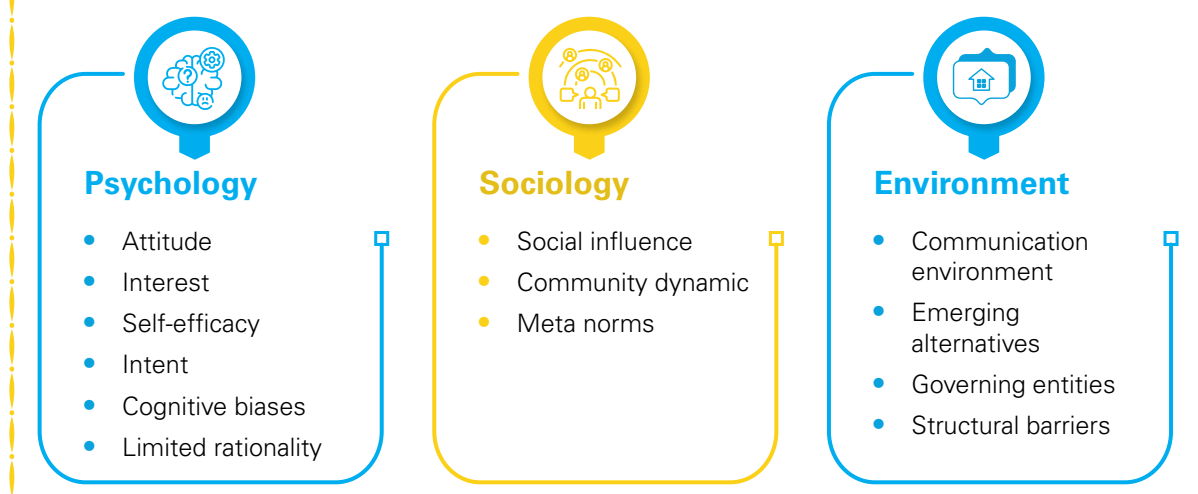 Psychology
Attitude
Interest
Self-efficacy
Intent
Cognitive biases
Limited rationality
Sociology
Social influence
Community dynamic
Meta norms
Environment
Communication
environment
Emerging
alternatives
Governing entities
Structural barriers